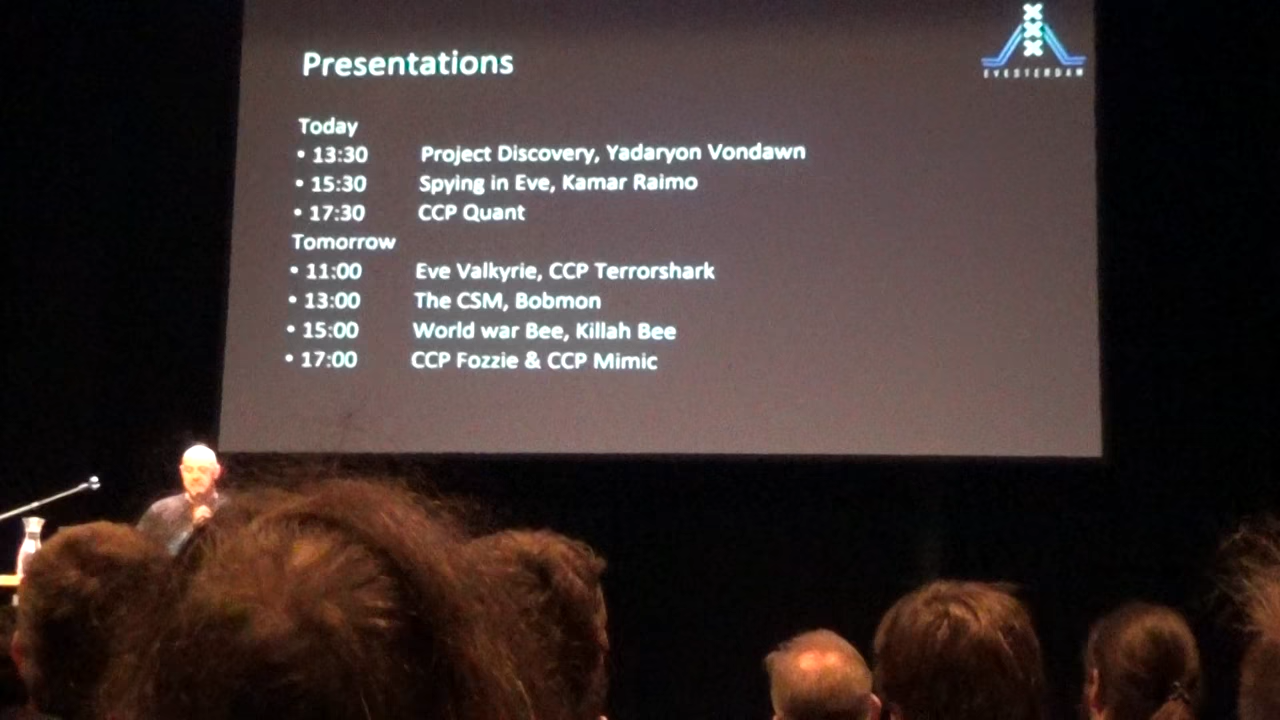 Presentations
XXX
EVESTERDAM
Today
• 13:30 Project Discovery, Yadaryon Vondawn
• 15:30 Spying in Eve, Kamar Raimo
• 17:30 CCP Quant
Tomorrow
• 11:00 Eve Valkyrie, CCP Terrorshark
• 13:00 The CSM, Bobmon
• 15:00 World war Bee, Killah Bee
• 17:00 CCP Fozzie & CCP Mimic